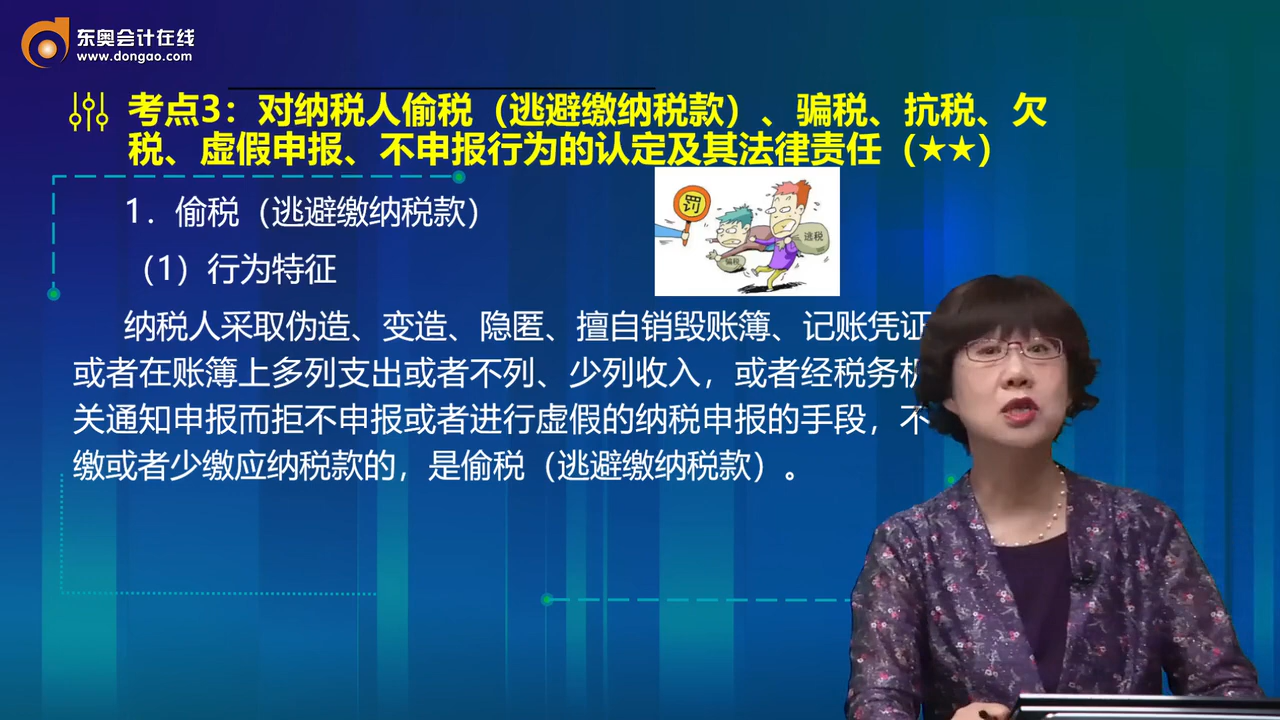 东奥会计在线
www.dongao.com
考点3：对纳税人偷税（逃避缴纳税款）、骗税、抗税、欠
税、虚假申报、不申报行为的认定及其法律责任（★★）
1．偷税（逃避缴纳税款）
罚
逃税
骗税
（1）行为特征
纳税人采取伪造、变造、隐匿、擅自销毁账簿、记账凭证
或者在账簿上多列支出或者不列、少列收入，或者经税务机
关通知申报而拒不申报或者进行虚假的纳税申报的手段，不
缴或者少缴应纳税款的，是偷税（逃避缴纳税款）。